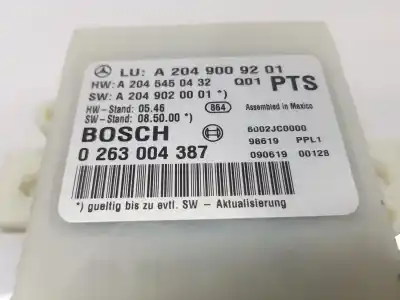 LU: A 204 900 92 01
HW: A 204 545 04 32 Q01 PTS
SW: A 204 902 00 01 *)
HW-Stand: 05.46 864 Assembled in Mexico
SW-Stand: 08.50.00 *)
BOSCH 6002JC0000
0 263 004 387 98619 PPL1
090619 00128
*) gueltig bis zu evtl. SW - Aktualisierung